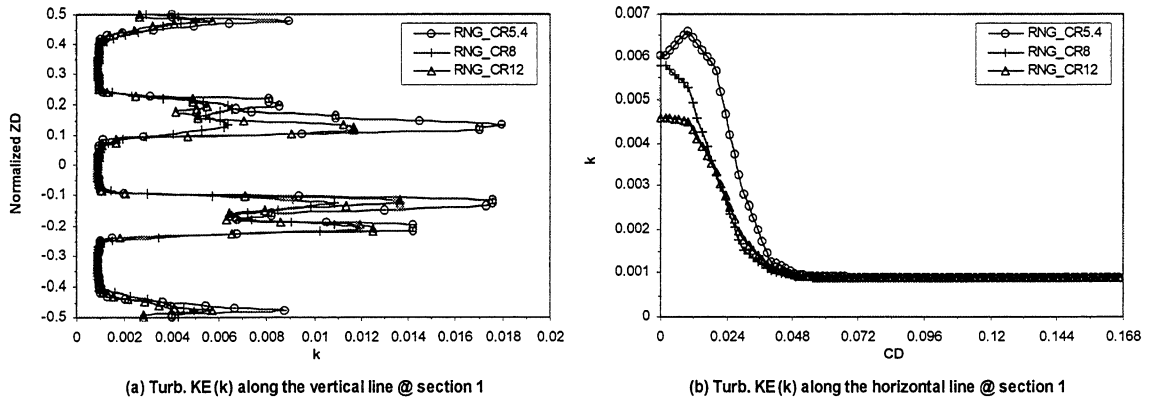 0.5
0.4
0.3
0.2
0.1
0
-0.1
-0.2
-0.3
-0.4
-0.5
Normalized ZD
0 0.002 0.004 0.006 0.008 0.01 0.012 0.014 0.016 0.018 0.02
k
RNG_CR5.4
RNG_CR8
RNG_CR12
(a) Turb. KE (k) along the vertical line @ section 1
0.007
0.006
0.005
0.004
0.003
0.002
0.001
0
k
0 0.024 0.048 0.072 0.096 0.12 0.144 0.168
CD
RNG_CR5.4
RNG_CR8
RNG_CR12
(b) Turb. KE (k) along the horizontal line @ section 1